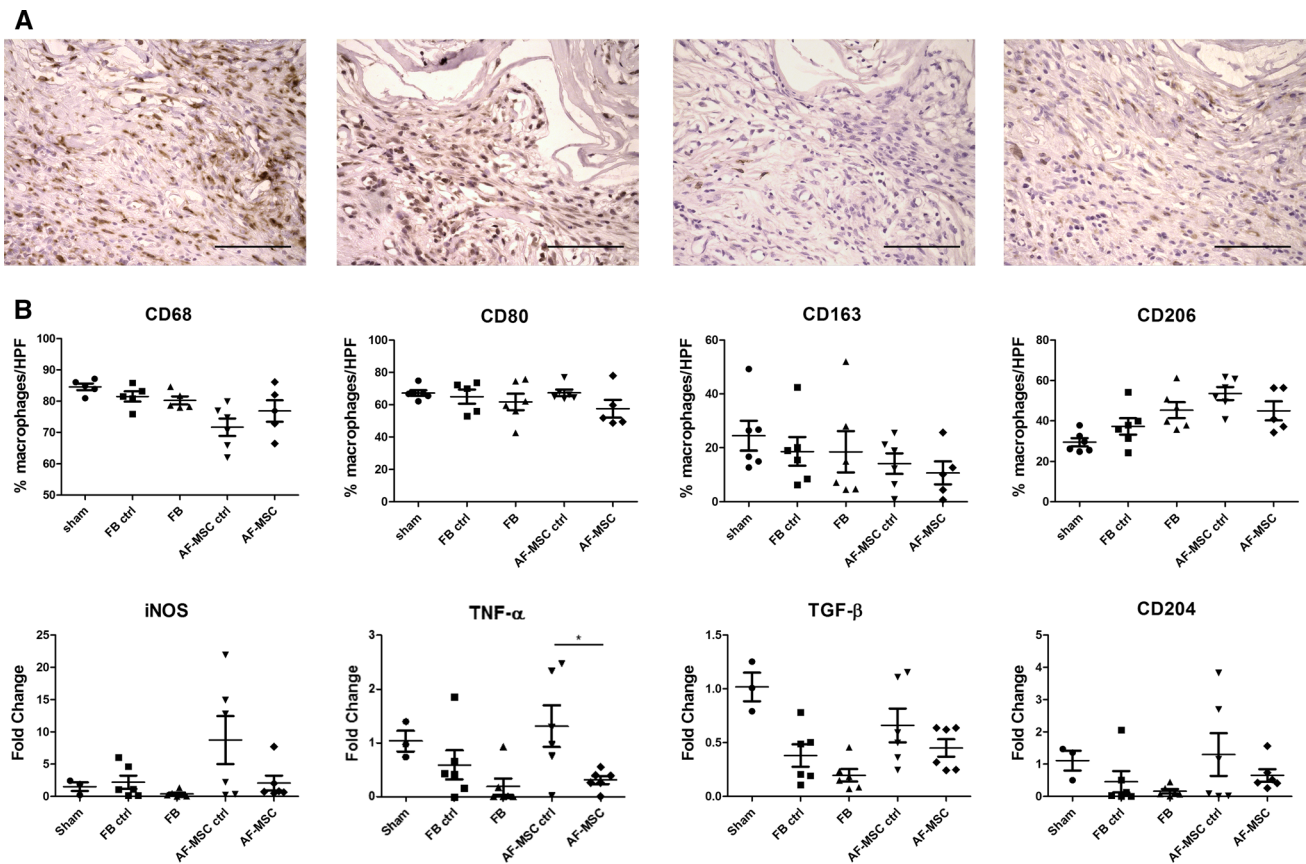 A
B
CD68
% macrophages/HPF
100
90
80
70
60
50
sham
FB ctrl
FB
AF-MSC ctrl
AF-MSC
CD80
% macrophages/HPF
100
80
60
40
20
0
sham
FB ctrl
FB
AF-MSC ctrl
AF-MSC
CD163
% macrophages/HPF
60
40
20
0
sham
FB ctrl
FB
AF-MSC ctrl
AF-MSC
CD206
% macrophages/HPF
80
60
40
20
0
sham
FB ctrl
FB
AF-MSC ctrl
AF-MSC
iNOS
Fold Change
25
20
15
10
5
0
Sham
FB ctrl
FB
AF-MSC ctrl
AF-MSC
TNF-α
Fold Change
3
2
1
0
*
Sham
FB ctrl
FB
AF-MSC ctrl
AF-MSC
TGF-β
Fold Change
1.5
1.0
0.5
0.0
Sham
FB ctrl
FB
AF-MSC ctrl
AF-MSC
CD204
Fold Change
5
4
3
2
1
0
Sham
FB ctrl
FB
AF-MSC ctrl
AF-MSC